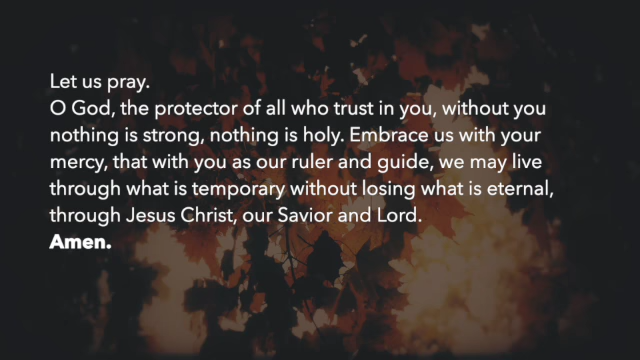 Let us pray.
O God, the protector of all who trust in you, without you
nothing is strong, nothing is holy. Embrace us with your
mercy, that with you as our ruler and guide, we may live
through what is temporary without losing what is eternal,
through Jesus Christ, our Savior and Lord.
Amen.